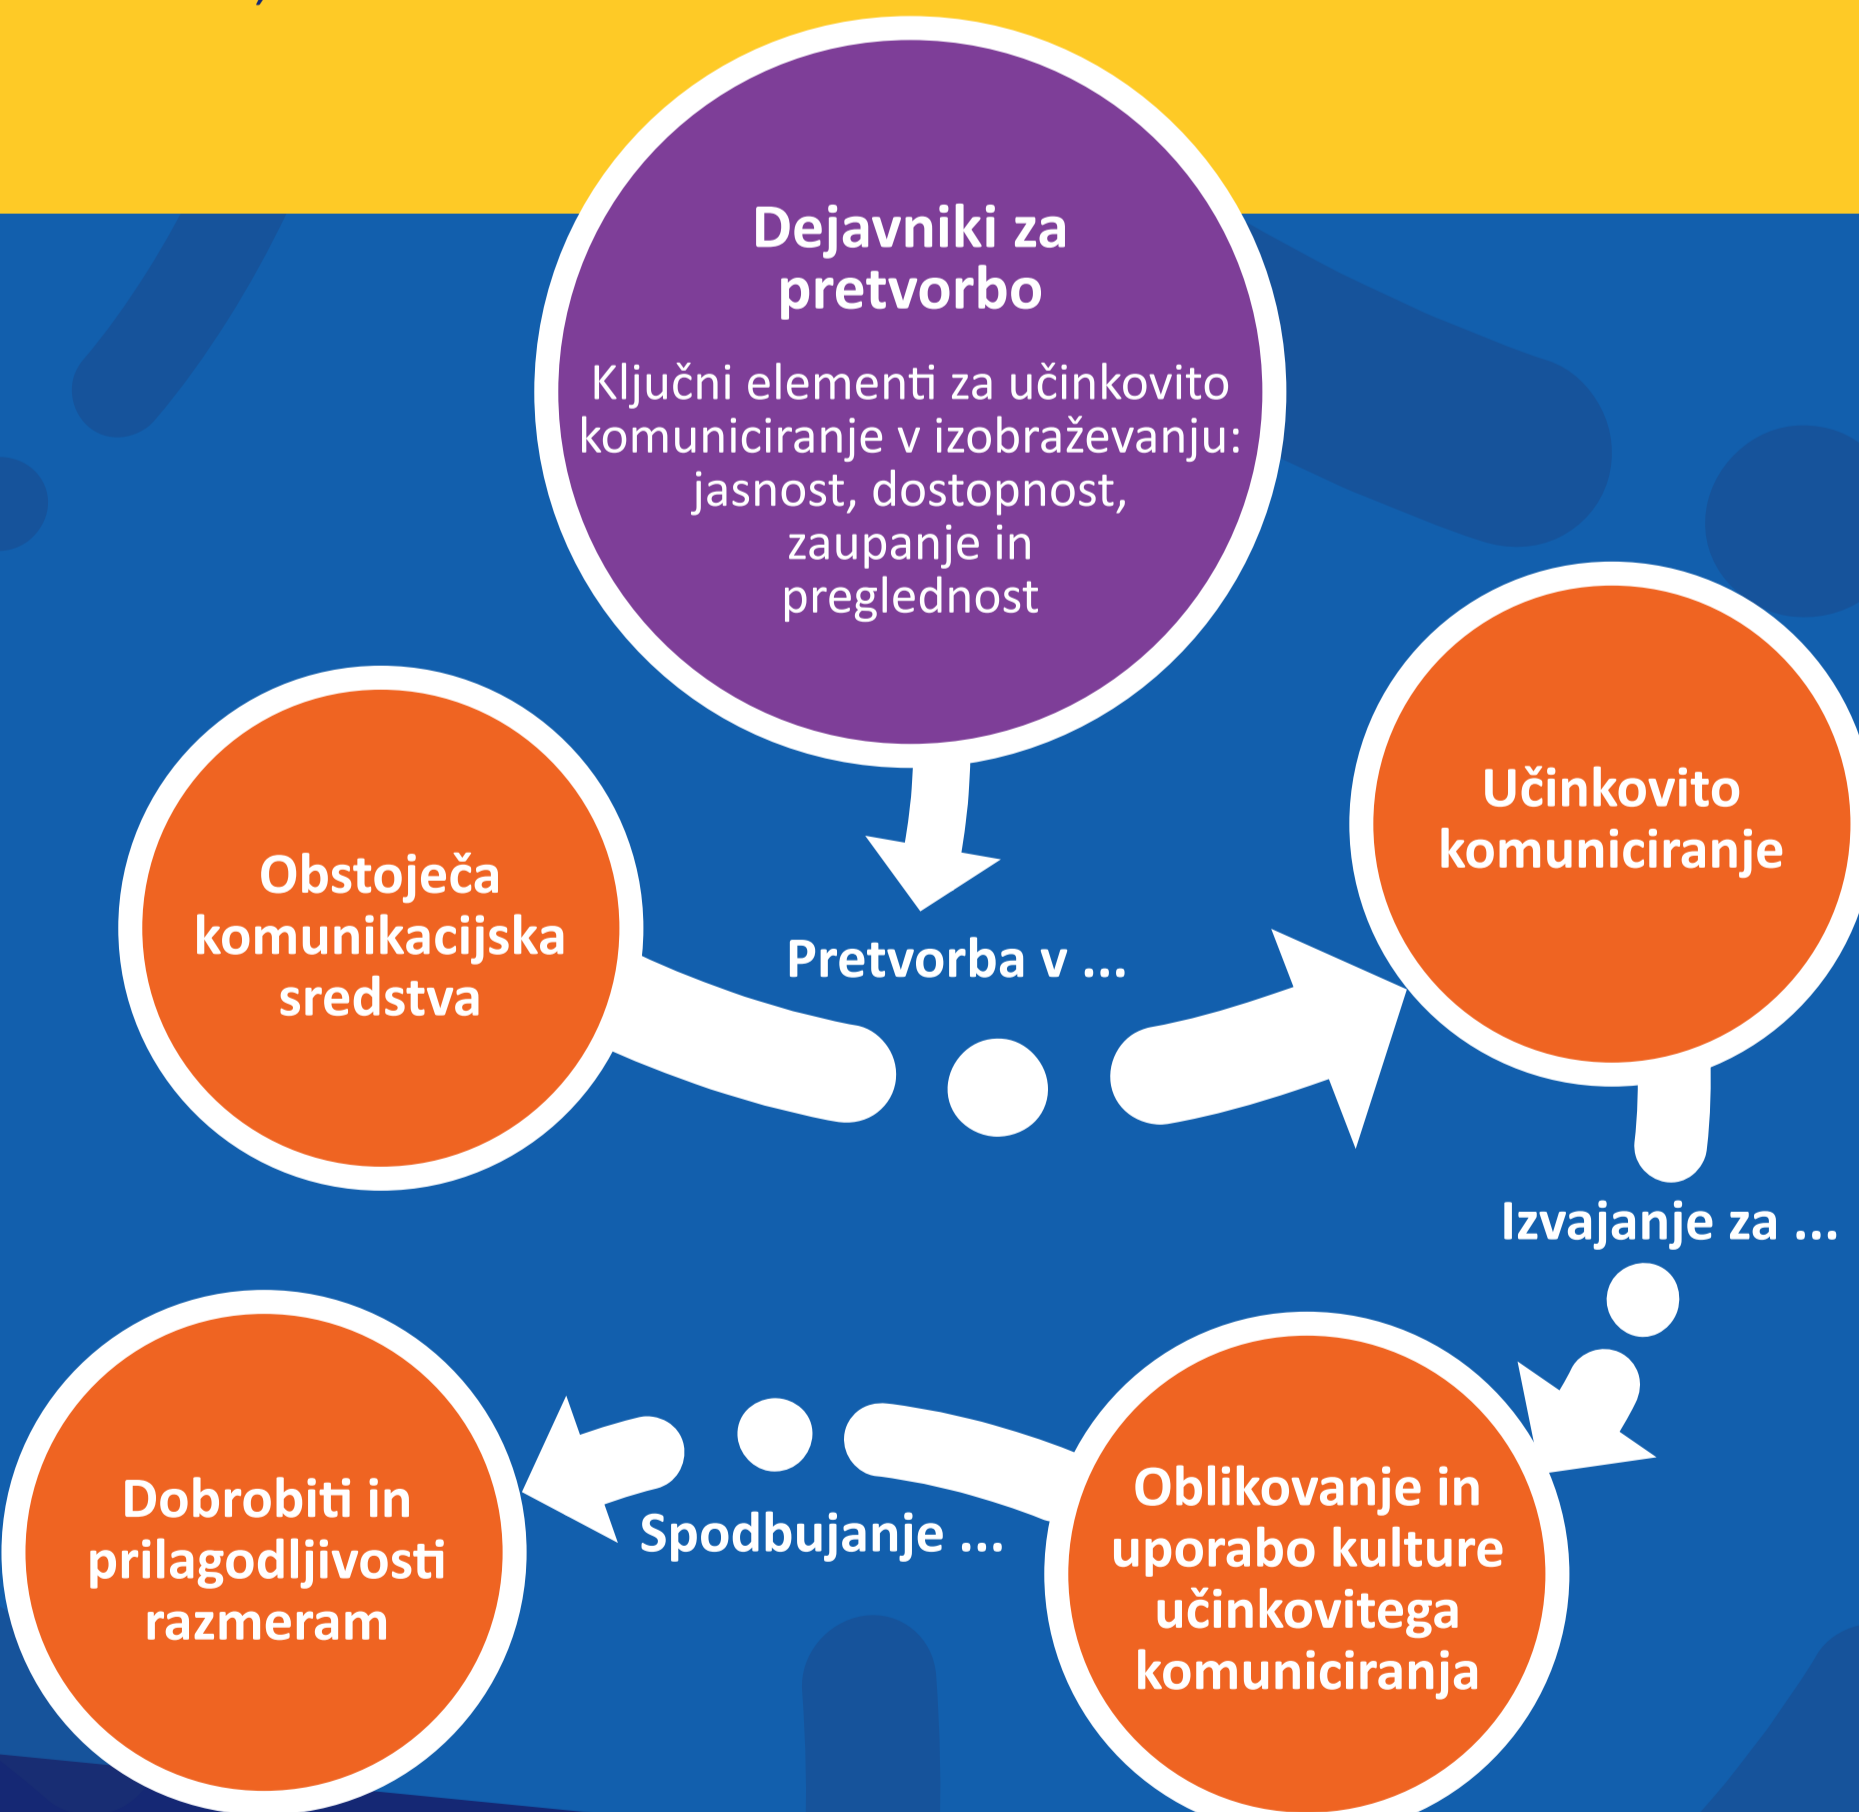 Dejavniki za
pretvorbo
Ključni elementi za učinkovito
komuniciranje v izobraževanju:
jasnost, dostopnost,
zaupanje in
preglednost
Obstoječa
komunikacijska
sredstva
Pretvorba v ...
Učinkovito
komuniciranje
Izvajanje za ...
Oblikovanje in
uporabo kulture
učinkovitega
komuniciranja
Spodbujanje ...
Dobrobiti in
prilagodljivosti
razmeram